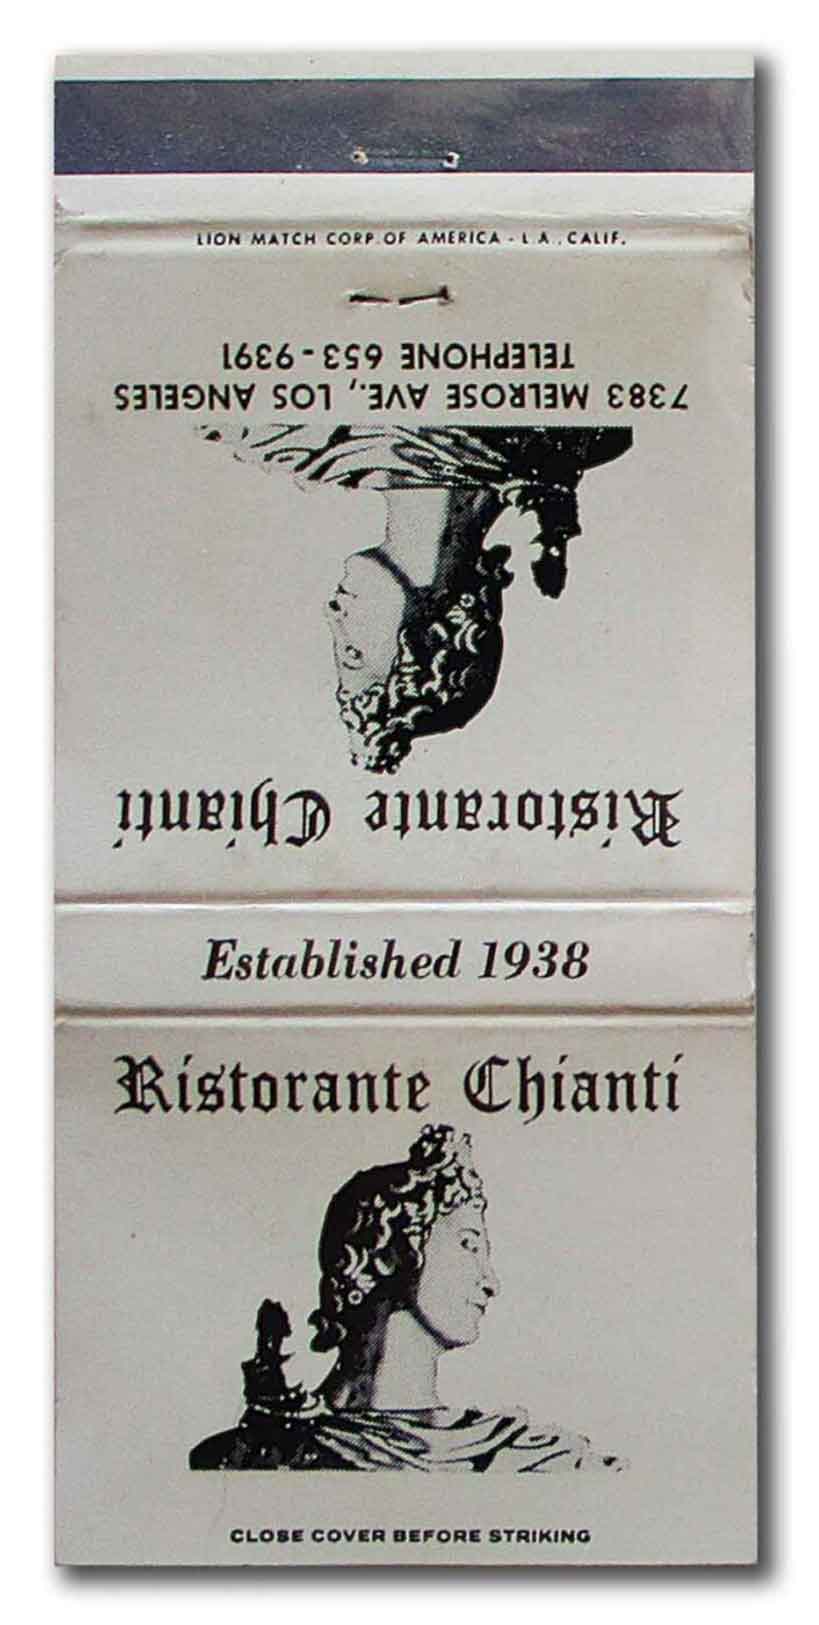 LION MATCH CORP. OF AMERICA - L.A., CALIF.
Ristorante Chianti
7383 MELROSE AVE., LOS ANGELES
TELEPHONE 653-9391
Established 1938
Ristorante Chianti
CLOSE COVER BEFORE STRIKING